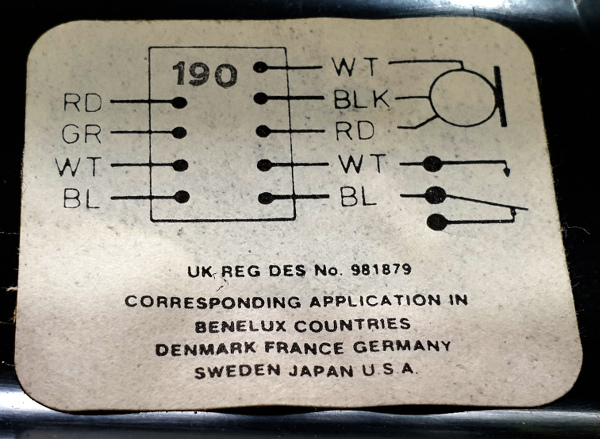 190
WT
RD
BLK
GR
RD
WT
WT
BL
BL
UK REG DES No. 981879
CORRESPONDING APPLICATION IN
BENELUX COUNTRIES
DENMARK FRANCE GERMANY
SWEDEN JAPAN U.S.A.